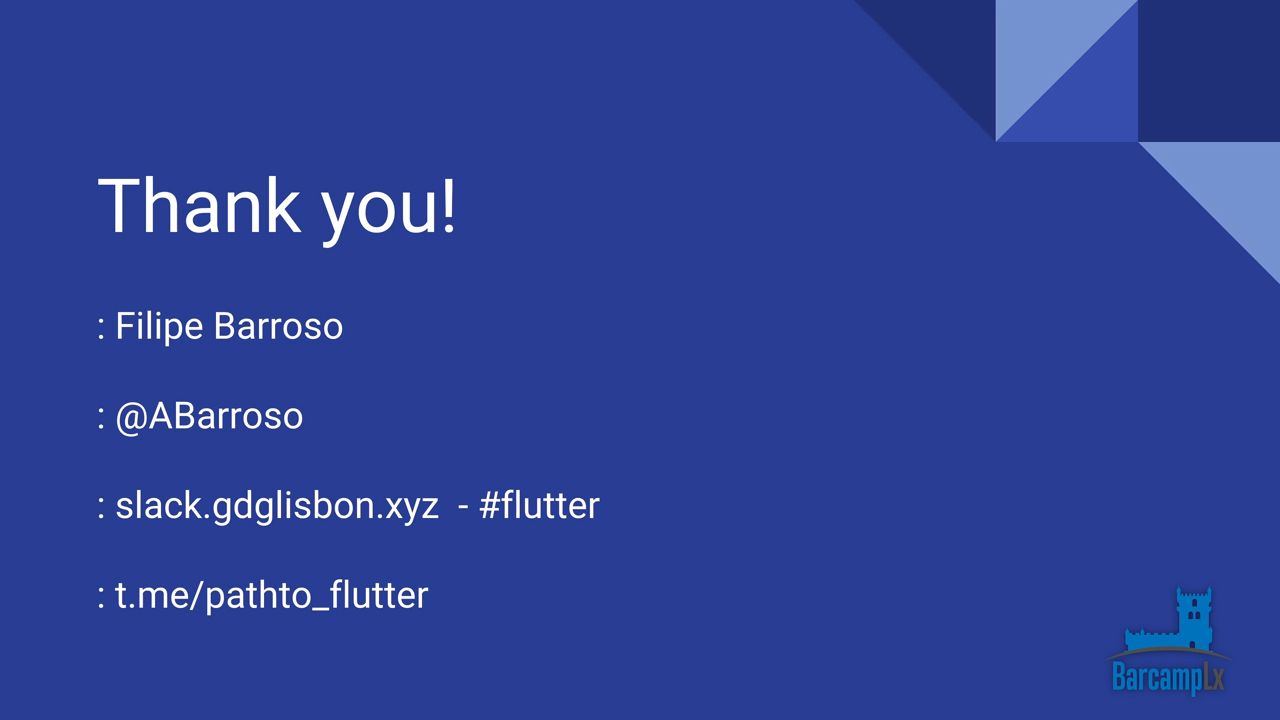 Thank you!
: Filipe Barroso
: @ABarroso
: slack.gdglisbon.xyz - #flutter
: t.me/pathto_flutter
BarcampLx